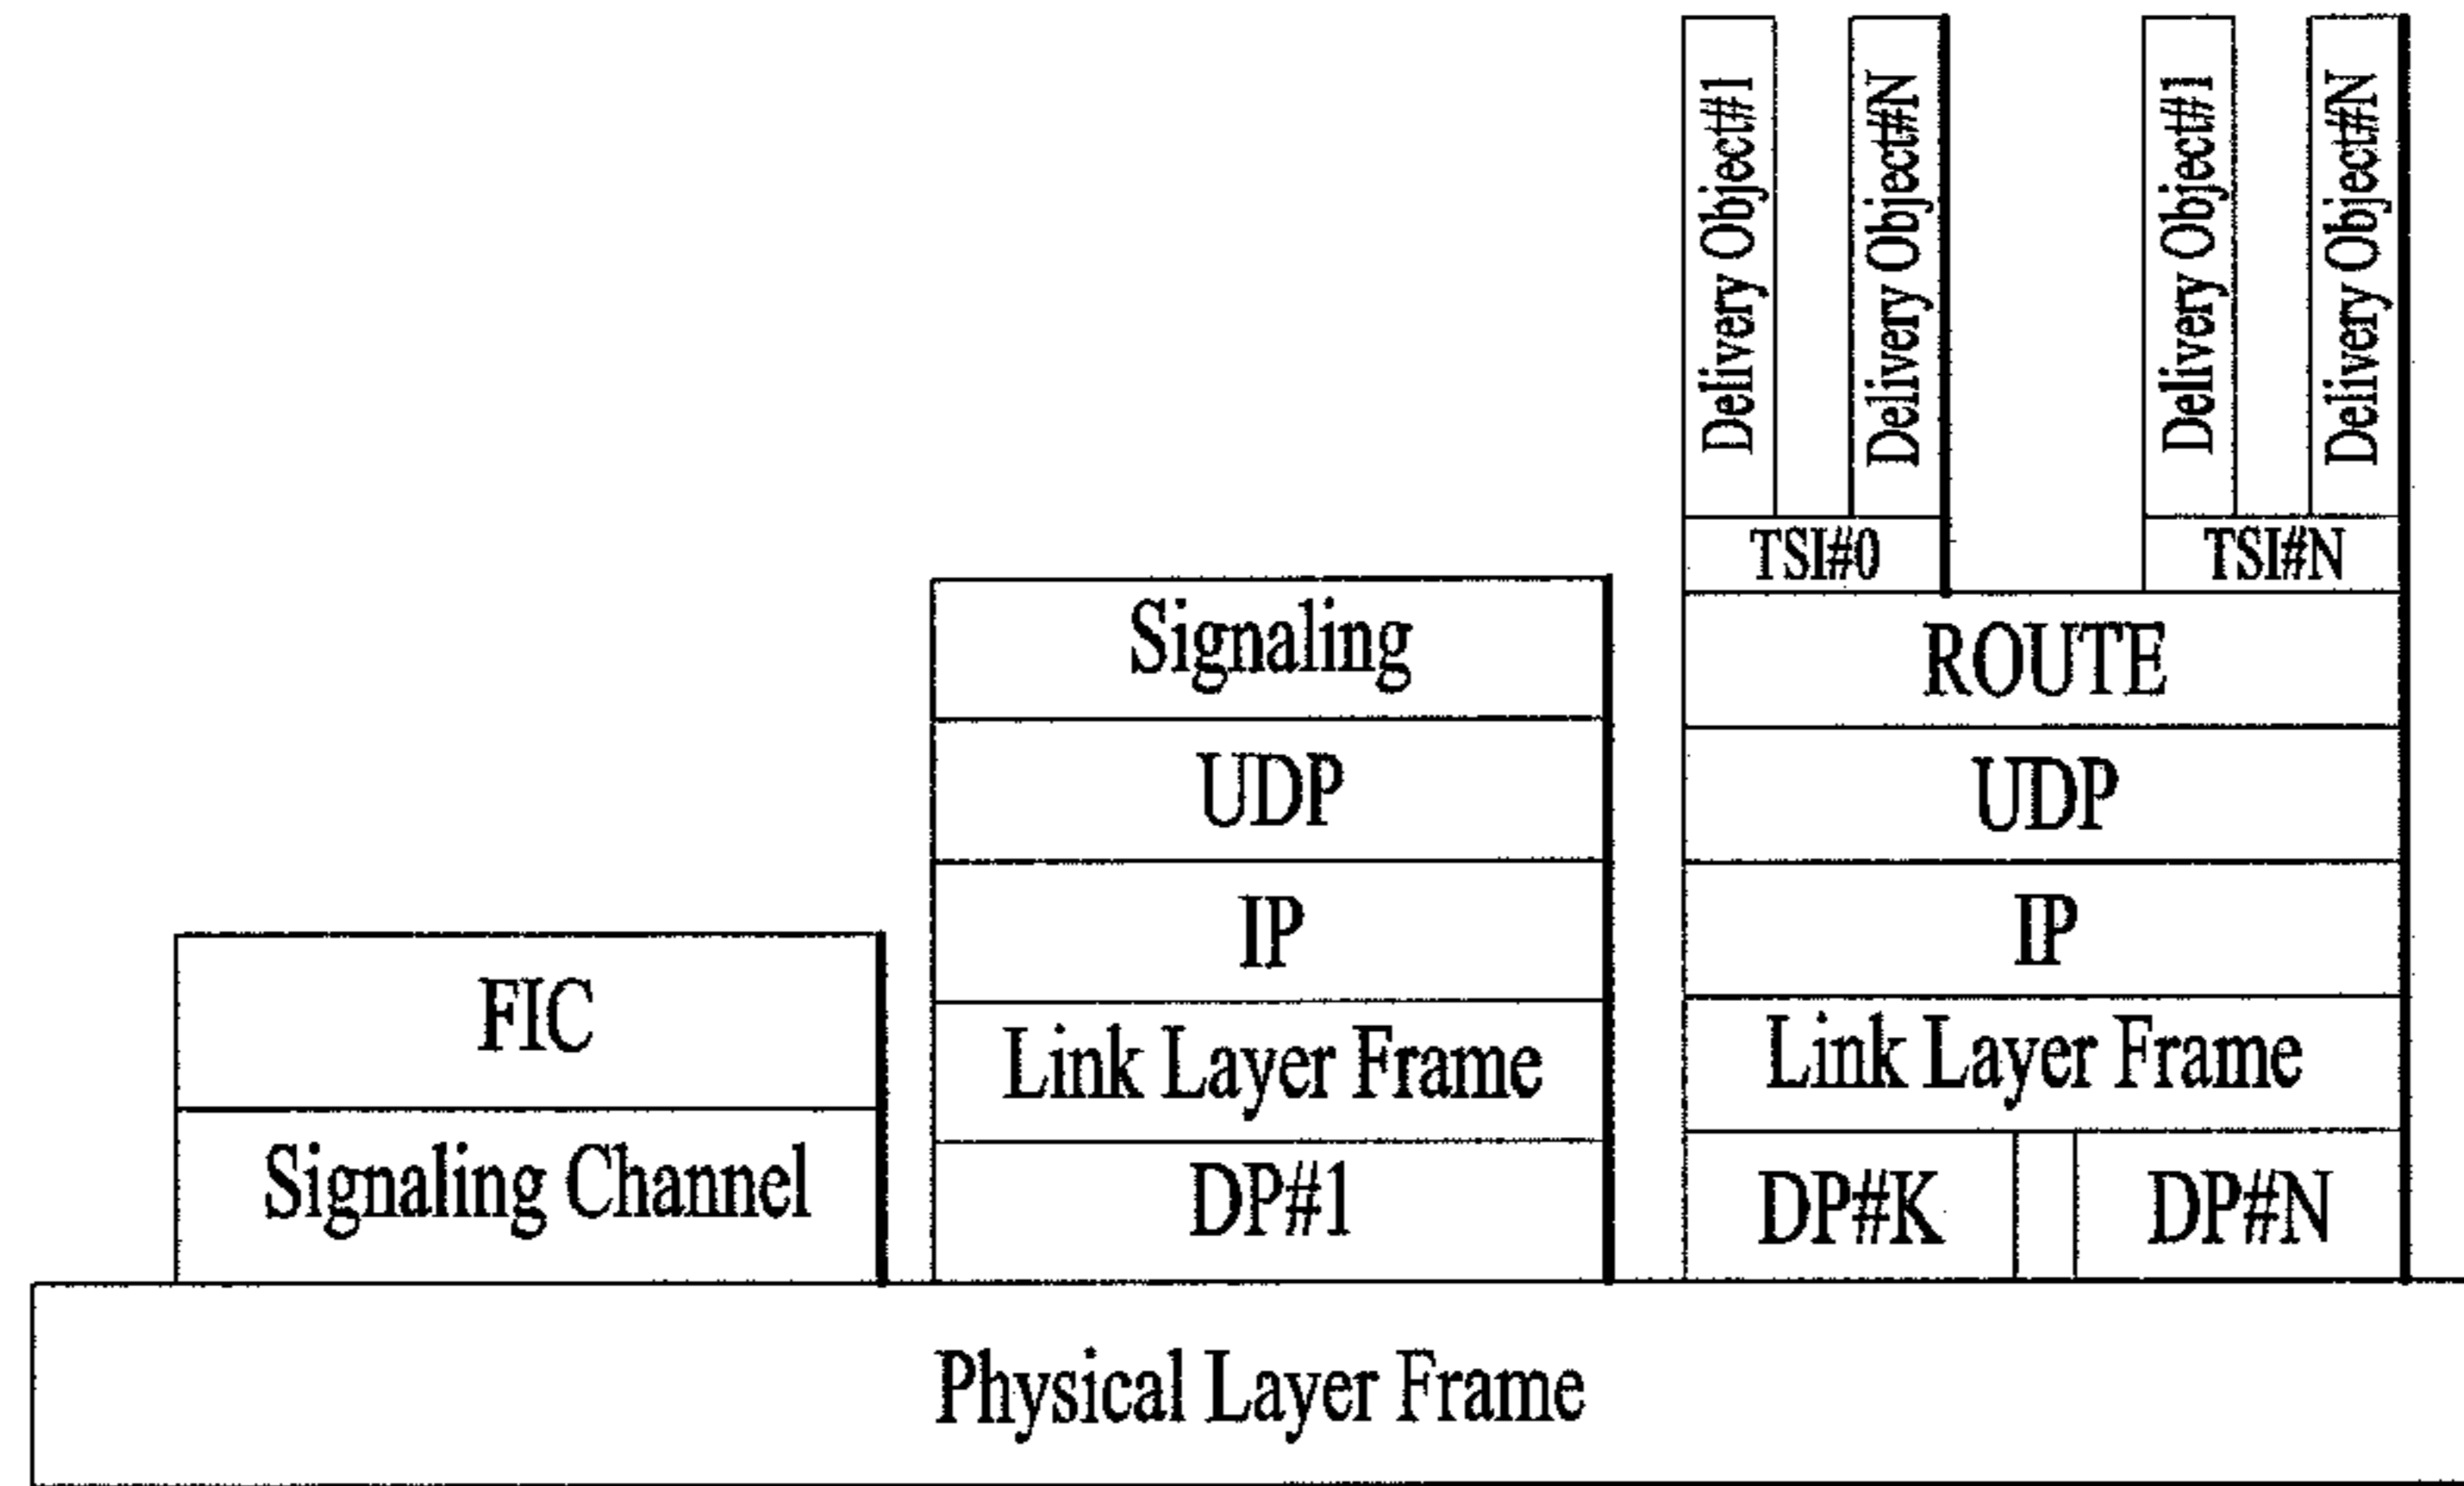 Delivery Object#1
Delivery Object#N
Delivery Object#1
Delivery Object#N
TSI#0
TSI#N
Signaling
ROUTE
UDP
UDP
IP
IP
FIC
Link Layer Frame
Link Layer Frame
Signaling Channel
DP#1
DP#K
DP#N
Physical Layer Frame